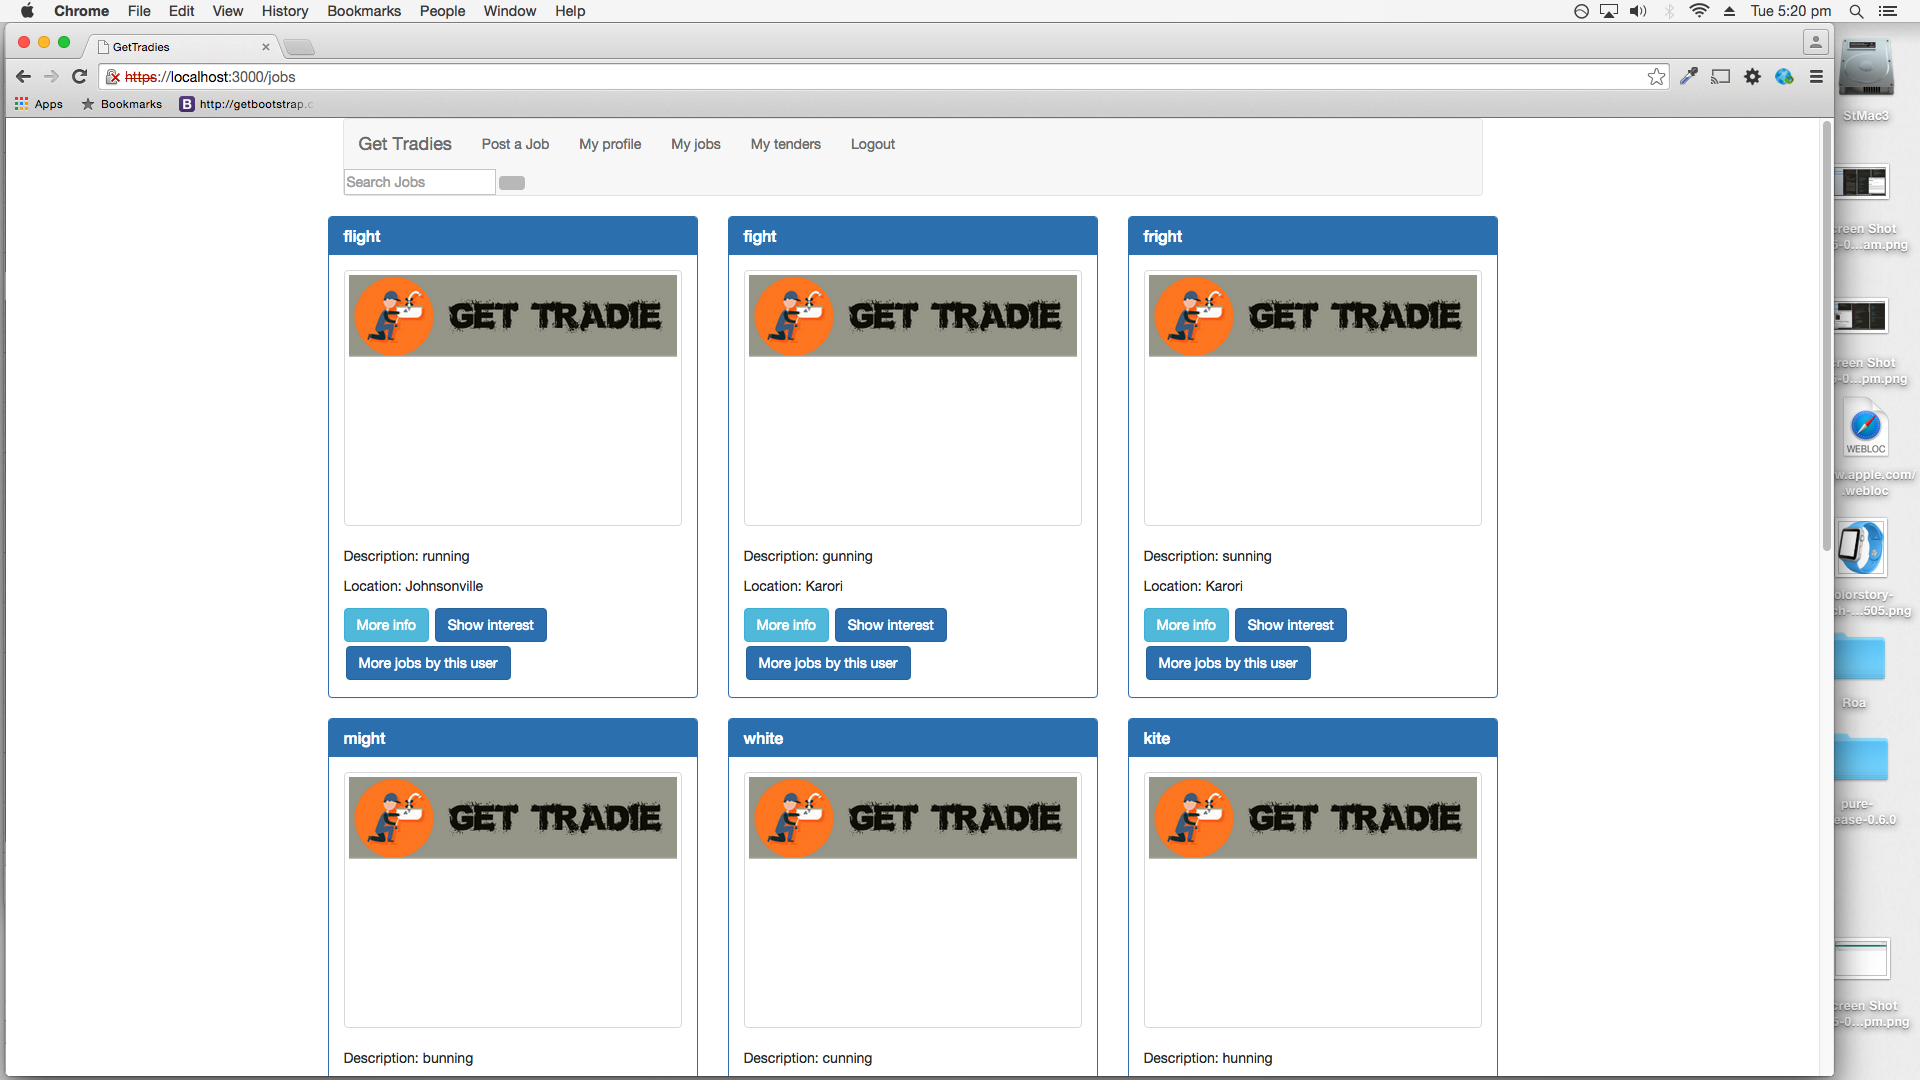 Chrome File Edit View History Bookmarks People Window Help Tue 5:20 pm
GetTradies
https://localhost:3000/jobs
Apps Bookmarks http://getbootstrap.c
Get Tradies Post a Job My profile My jobs My tenders Logout
Search Jobs
flight fight fright
GET TRADIE GET TRADIE GET TRADIE
Description: running Description: gunning Description: sunning
Location: Johnsonville Location: Karori Location: Karori
More info Show interest More info Show interest More info Show interest
More jobs by this user More jobs by this user More jobs by this user
might white kite
GET TRADIE GET TRADIE GET TRADIE
Description: bunning Description: cunning Description: hunning
StMac3
creen Shot
5-0...am.png
creen Shot
5-0...pm.png
WEBLOC
w.apple.com/
.webloc
olorstory-
ch-...505.png
Roa
pure-
ease-0.6.0
creen Shot
5-0...pm.png